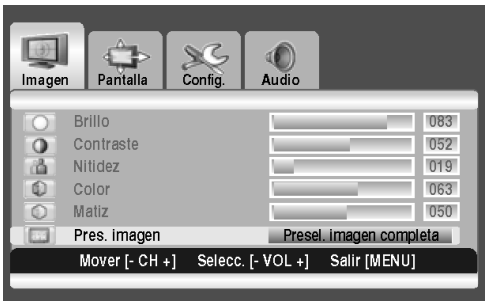 Imagen Pantalla Config. Audio
Brillo 083
Contraste 052
Nitidez 019
Color 063
Matiz 050
Pres. imagen Presel. imagen completa
Mover [- CH +] Selecc. [- VOL +] Salir [MENU]